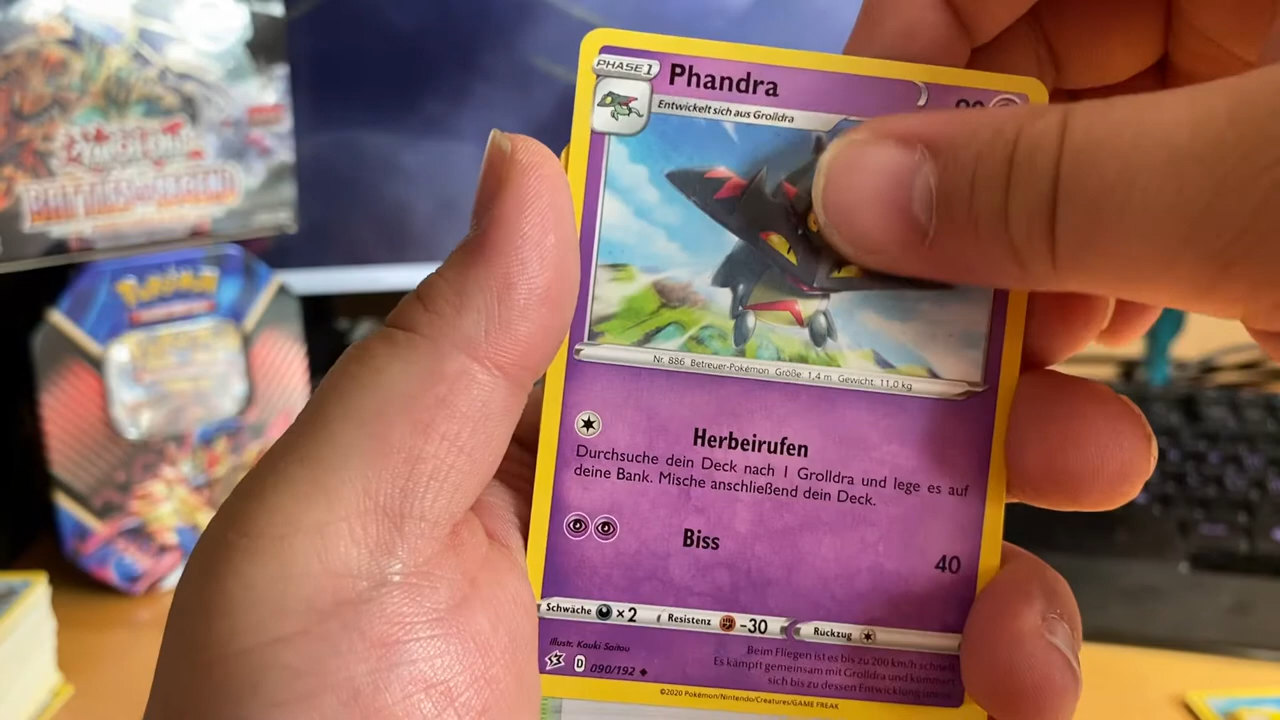 POKÉMON
PHASE 1
Phandra
Entwickelt sich aus Grolldra
Nr. 886 Betreuer-Pokémon Größe: 1,4 m Gewicht: 11,0 kg
Herbeirufen
Durchsuche dein Deck nach 1 Grolldra und lege es auf
deine Bank. Mische anschließend dein Deck.
Biss
40
Schwäche ×2 Resistenz -30 Rückzug
Illustr. Kouki Saitou
D 090/192
Beim Fliegen ist es bis zu 200 km/h schnell.
Es kämpft gemeinsam mit Grolldra und kümmert
sich bis zu dessen Entwicklung
©2020 Pokémon/Nintendo/Creatures/GAME FREAK